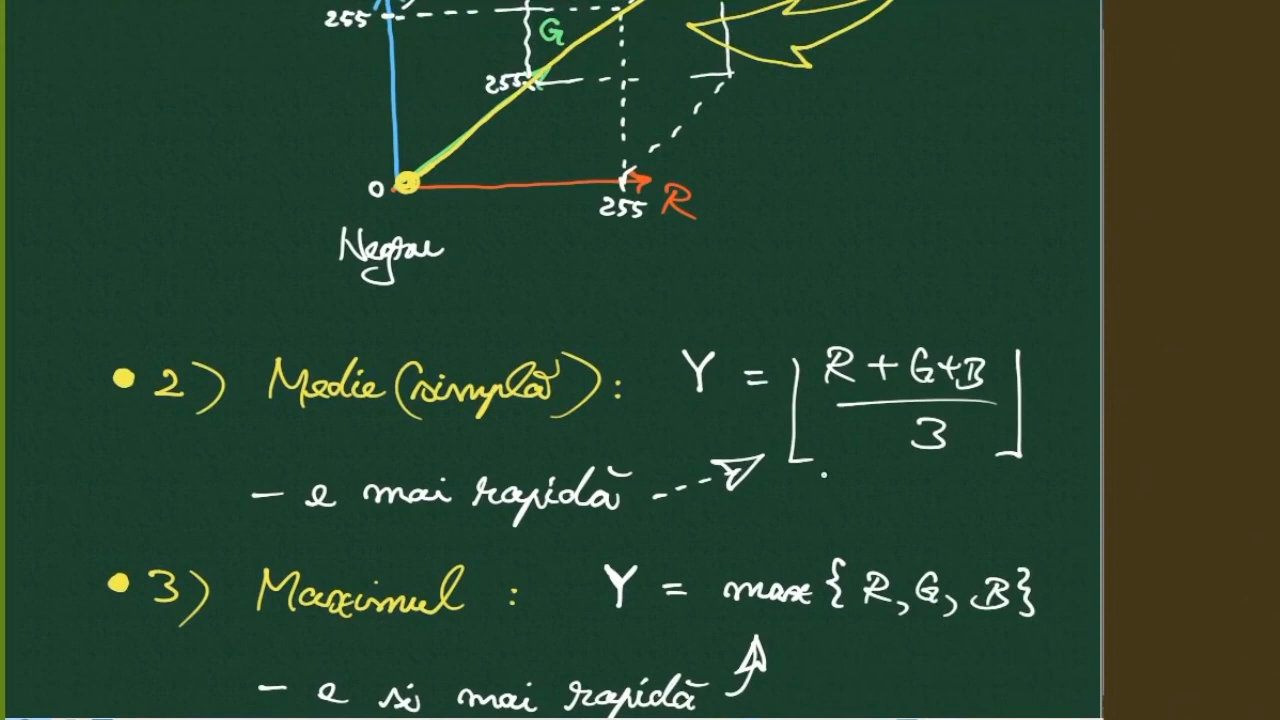 255
G
255
0
255 R
Negru
• 2) Medie (simplă) : Y = ⌊ R + G + B / 3 ⌋
- e mai rapidă
• 3) Maximul : Y = max { R, G, B }
- e și mai rapidă